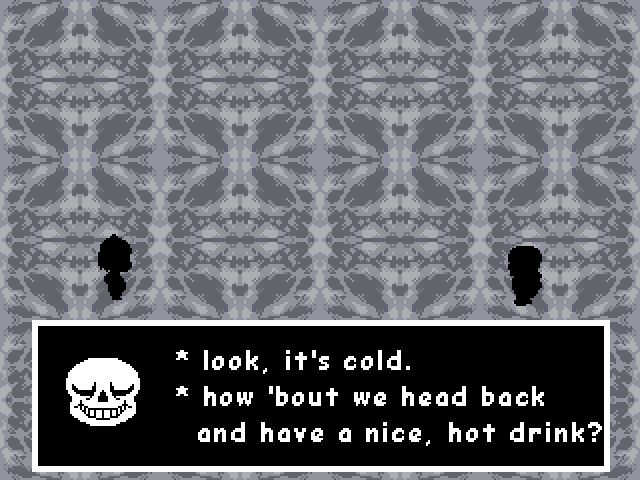 * look, it's cold.
* how 'bout we head back
and have a nice, hot drink?